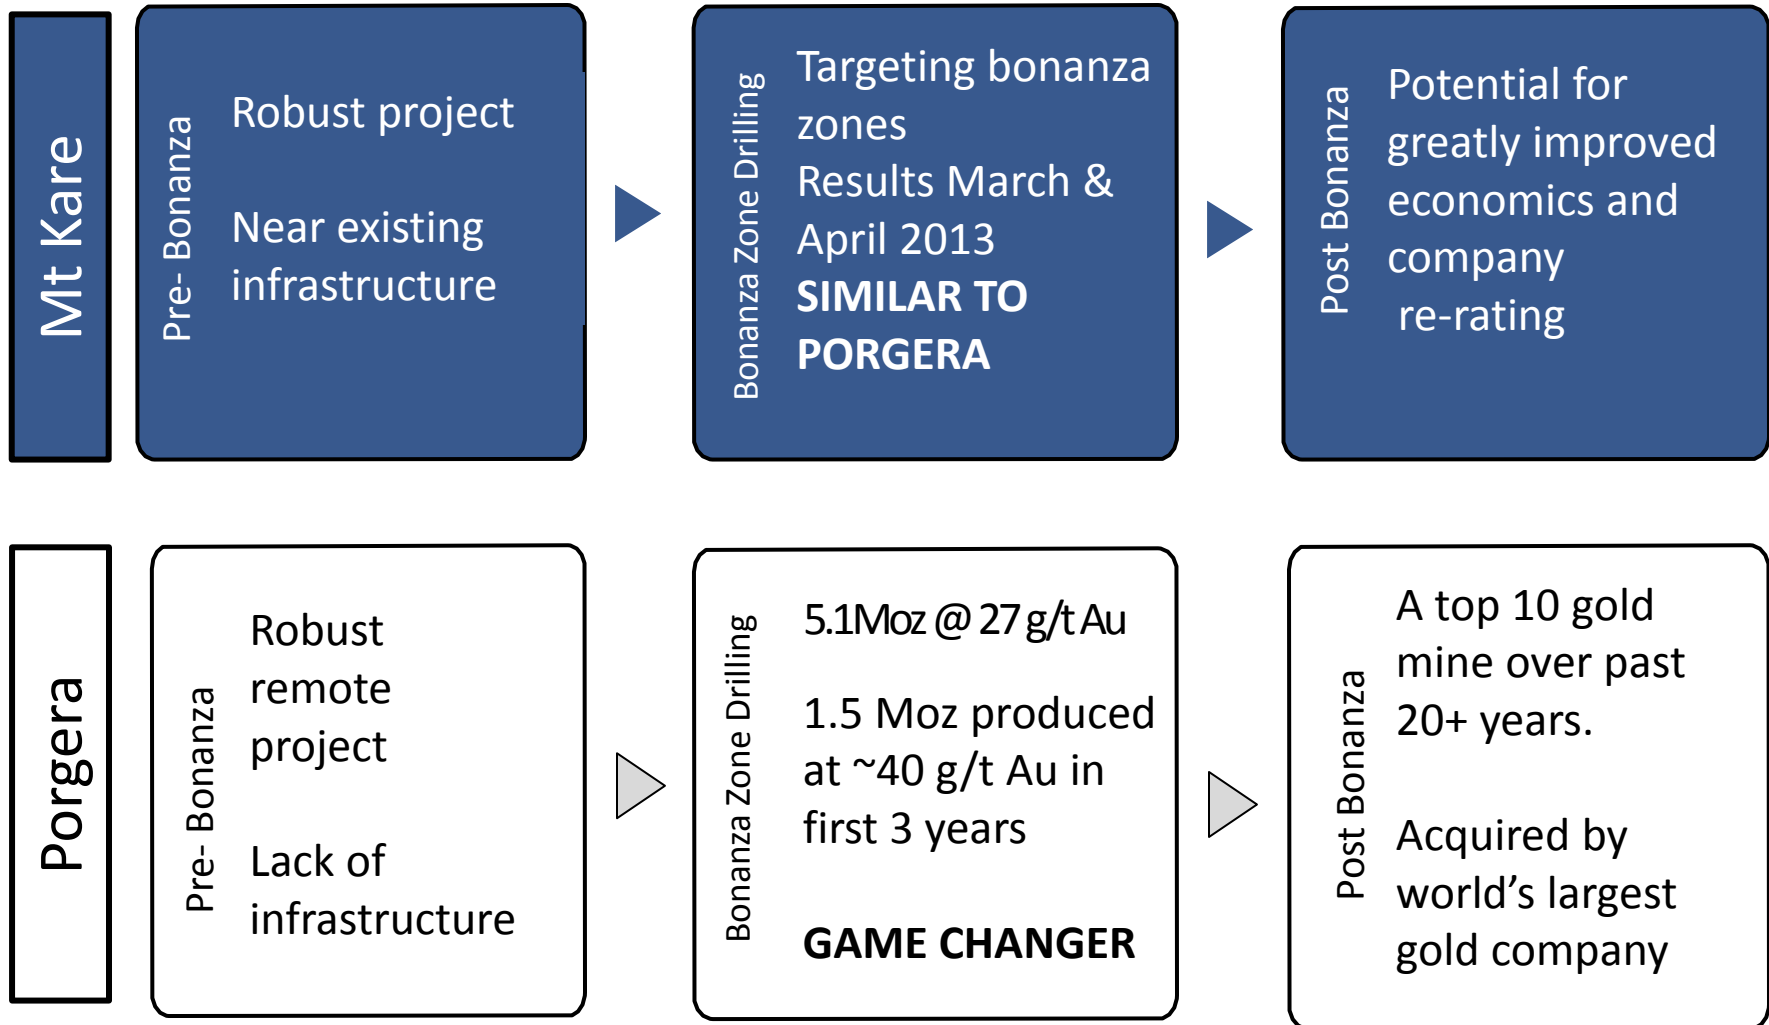 Mt Kare
Pre- Bonanza
Robust project
Near existing
infrastructure
Bonanza Zone Drilling
Targeting bonanza
zones
Results March &
April 2013
SIMILAR TO
PORGERA
Post Bonanza
Potential for
greatly improved
economics and
company
re-rating
Porgera
Pre- Bonanza
Robust
remote
project
Lack of
infrastructure
Bonanza Zone Drilling
5.1Moz @ 27 g/t Au
1.5 Moz produced
at ~40 g/t Au in
first 3 years
GAME CHANGER
Post Bonanza
A top 10 gold
mine over past
20+ years.
Acquired by
world’s largest
gold company